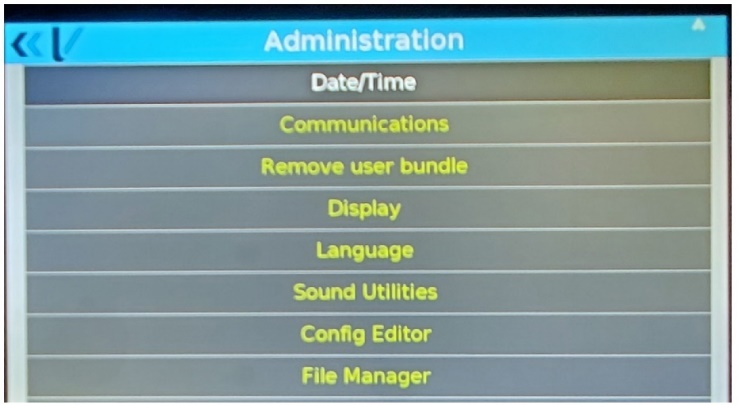 Administration
Date/Time
Communications
Remove user bundle
Display
Language
Sound Utilities
Config Editor
File Manager